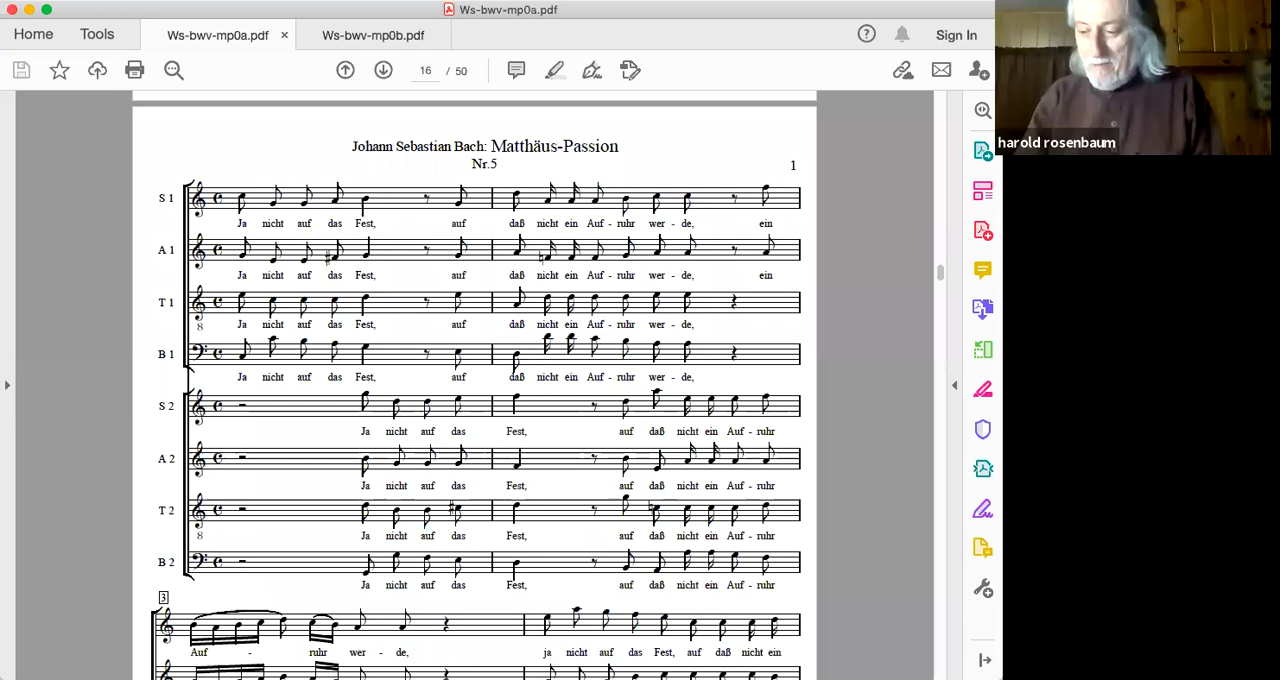 Ws-bwv-mp0a.pdf
Home Tools Ws-bwv-mp0a.pdf × Ws-bwv-mp0b.pdf Sign In
16 / 50
harold rosenbaum
Johann Sebastian Bach: Matthäus-Passion
Nr.5
1
S 1
Ja nicht auf das Fest, auf daß nicht ein Auf - ruhr wer - de, ein
A 1
Ja nicht auf das Fest, auf daß nicht ein Auf - ruhr wer - de, ein
T 1
8
Ja nicht auf das Fest, auf daß nicht ein Auf - ruhr wer - de,
B 1
Ja nicht auf das Fest, auf daß nicht ein Auf - ruhr wer - de,
S 2
Ja nicht auf das Fest, auf daß nicht ein Auf - ruhr
A 2
Ja nicht auf das Fest, auf daß nicht ein Auf - ruhr
T 2
8
Ja nicht auf das Fest, auf daß nicht ein Auf - ruhr
B 2
Ja nicht auf das Fest, auf daß nicht ein Auf - ruhr
3
Auf - ruhr wer - de, ja nicht auf das Fest, auf daß nicht ein